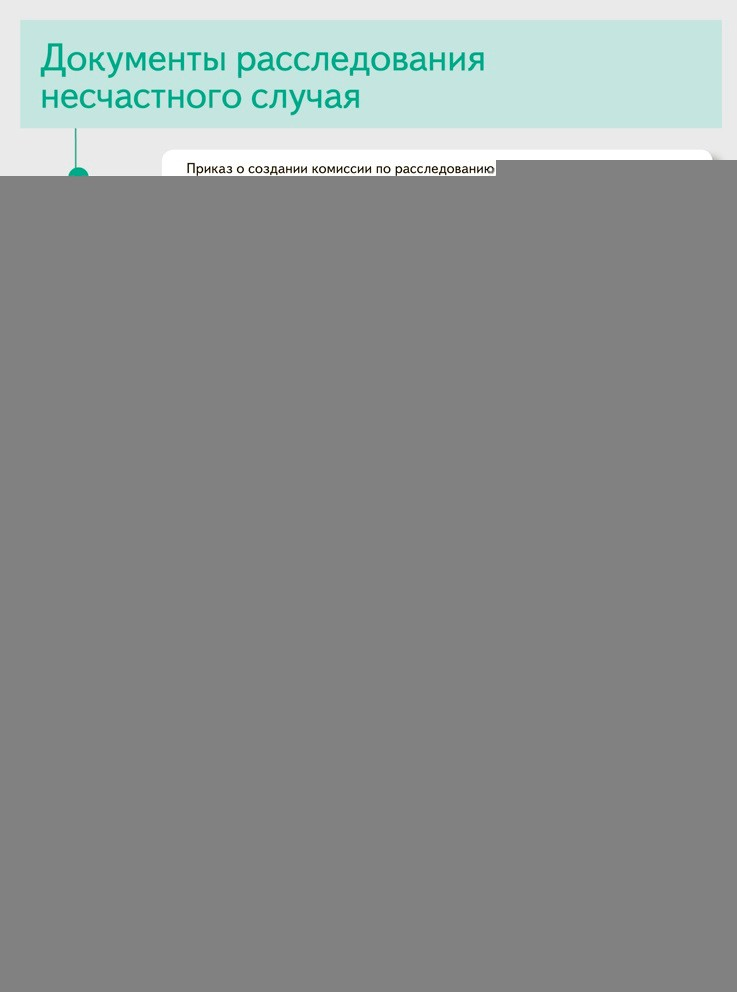 Документы расследования
несчастного случая
Приказ о создании комиссии по расследованию